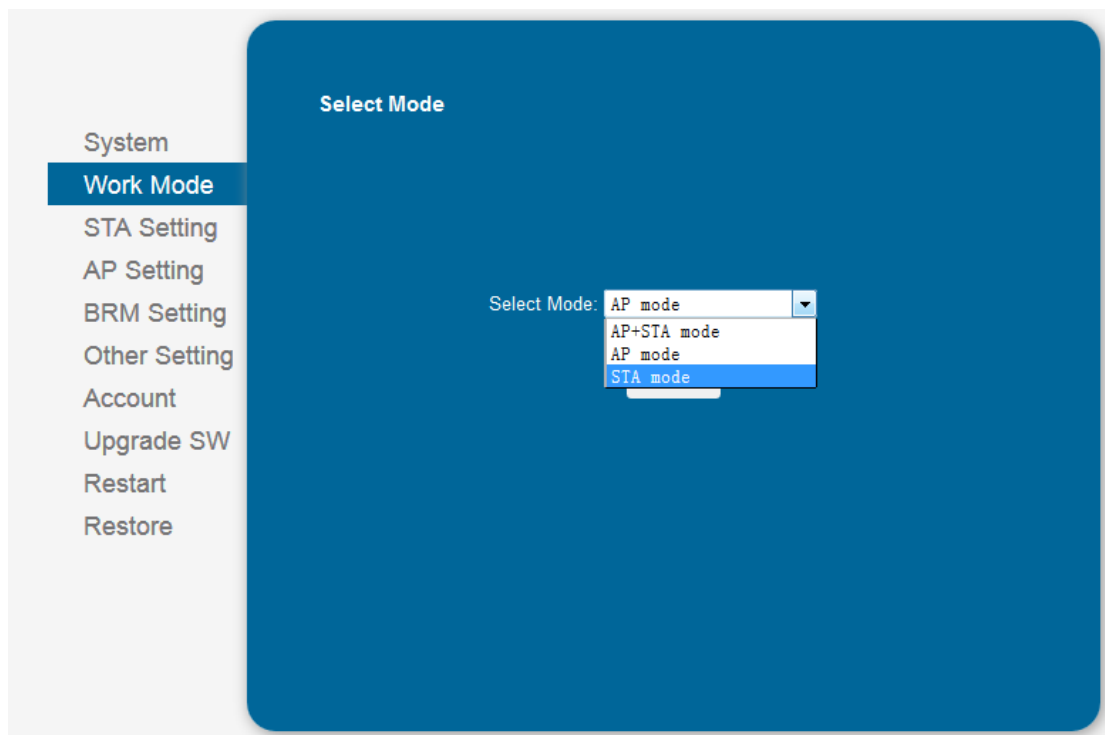 Select Mode
System
Work Mode
STA Setting
AP Setting
BRM Setting
Other Setting
Account
Upgrade SW
Restart
Restore
Select Mode: AP mode
AP+STA mode
AP mode
STA mode